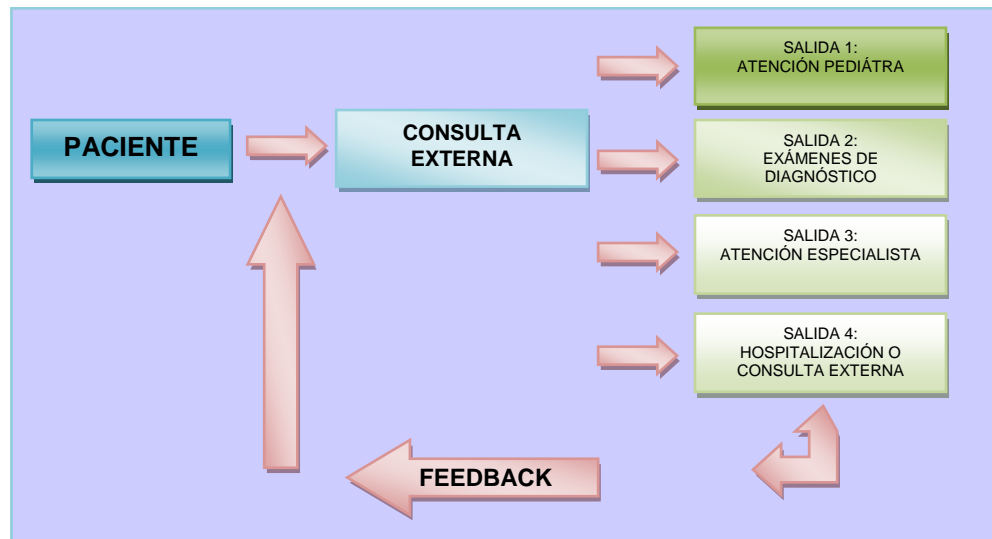 PACIENTE
CONSULTA
EXTERNA
SALIDA 1:
ATENCIÓN PEDIÁTRA
SALIDA 2:
EXÁMENES DE
DIAGNÓSTICO
SALIDA 3:
ATENCIÓN ESPECIALISTA
SALIDA 4:
HOSPITALIZACIÓN O
CONSULTA EXTERNA
FEEDBACK